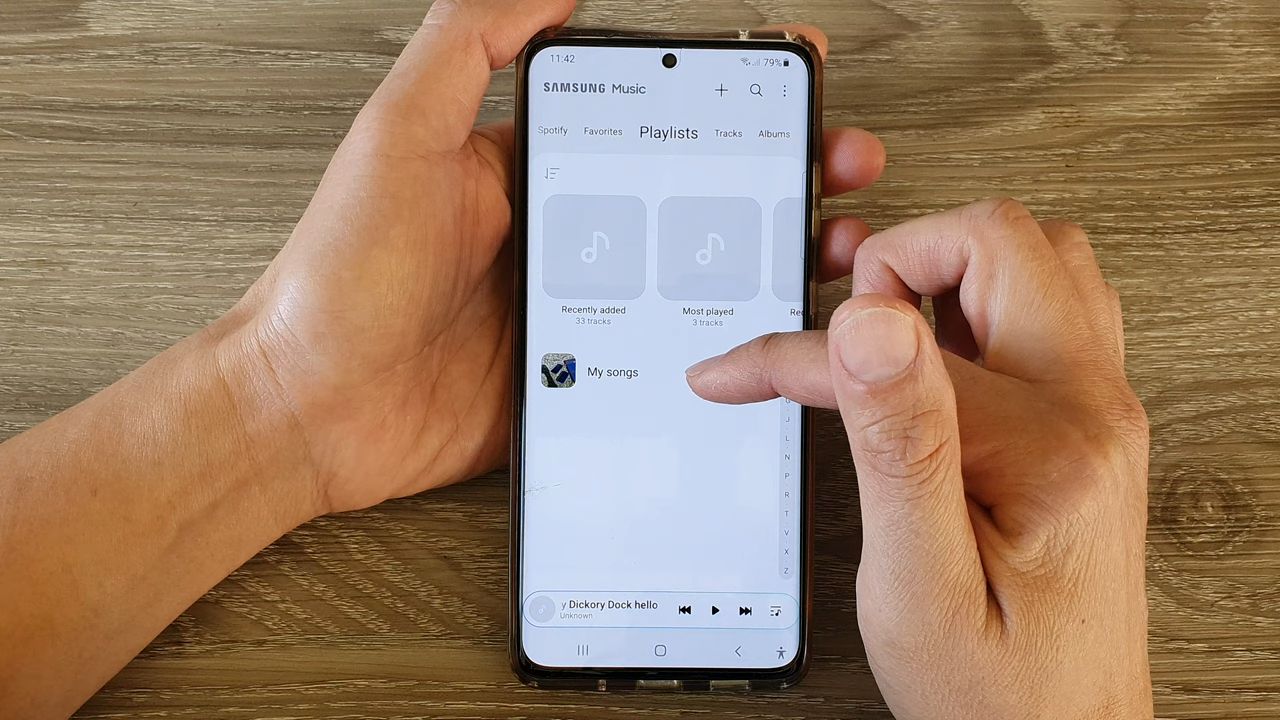 11:42
79%
SAMSUNG Music
Spotify Favorites Playlists Tracks Albums
Recently added
33 tracks
Most played
3 tracks
My songs
L
N
P
R
T
V
X
Z
y Dickory Dock hello
Unknown